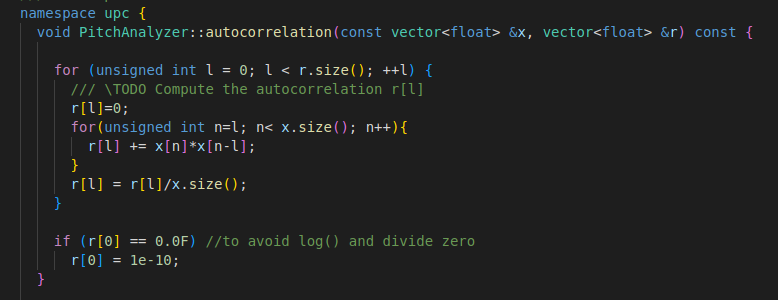 namespace upc {
void PitchAnalyzer::autocorrelation(const vector<float> &x, vector<float> &r) const {
for (unsigned int l = 0; l < r.size(); ++l) {
/// \TODO Compute the autocorrelation r[l]
r[l]=0;
for(unsigned int n=l; n< x.size(); n++){
r[l] += x[n]*x[n-l];
}
r[l] = r[l]/x.size();
}
if (r[0] == 0.0F) //to avoid log() and divide zero
r[0] = 1e-10;
}